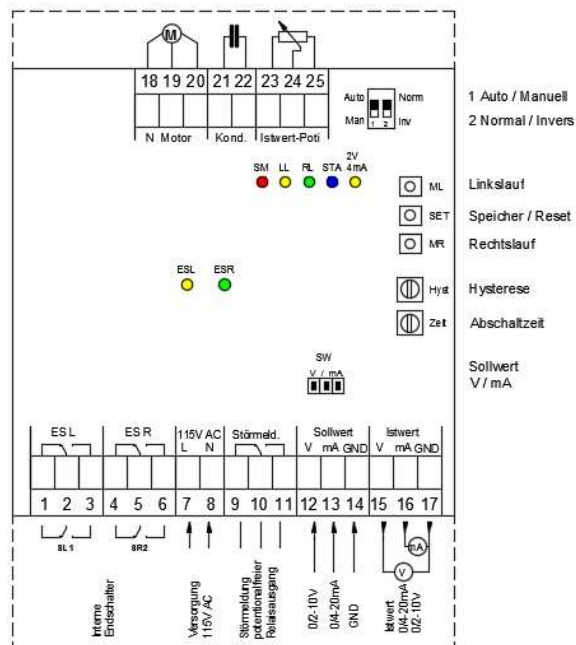 M
18 19 20 21 22 23 24 25
N Motor Kond. Istwert-Poti
Auto Norm
Man 1 2 Inv
1 Auto / Manuell
2 Normal / Invers
SM LL RL STA 2V
4mA
ML Linkslauf
SET Speicher / Reset
MR Rechtslauf
ESL ESR
Hyst Hysterese
Zeit Abschaltzeit
SW
V / mA
Sollwert
V / mA
ES L ES R 115V AC Störmeld. Sollwert Istwert
L N V mA GND V mA GND
1 2 3 4 5 6 7 8 9 10 11 12 13 14 15 16 17
SL 1 SR2
mA
V
Interne
Endschalter
Versorgung
115V AC
Störmeldung
potentionalfreier
Relaisausgang
0/2-10V
0/4-20mA
GND
Istwert
0/4-20mA
0/2-10V